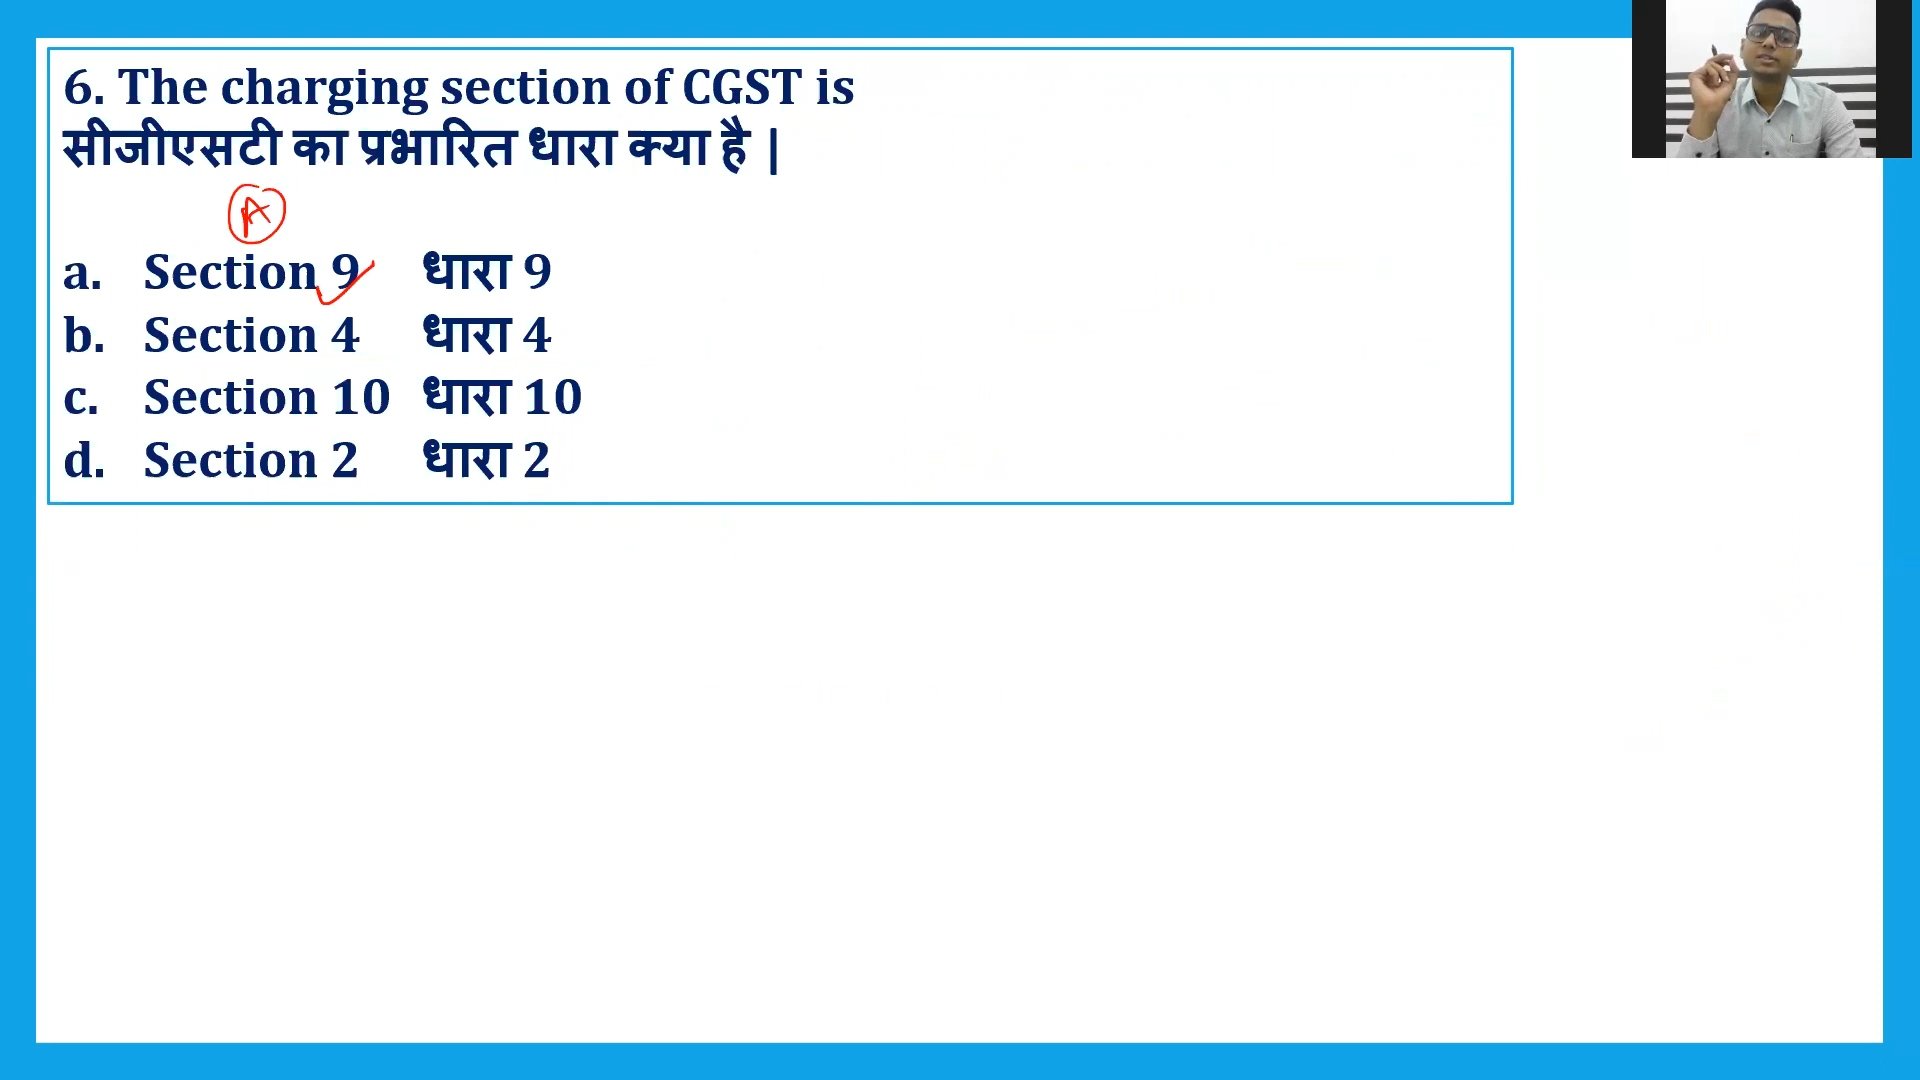 6. The charging section of CGST is
सीजीएसटी का प्रभारित धारा क्या है |
A
a. Section 9 धारा 9
b. Section 4 धारा 4
c. Section 10 धारा 10
d. Section 2 धारा 2